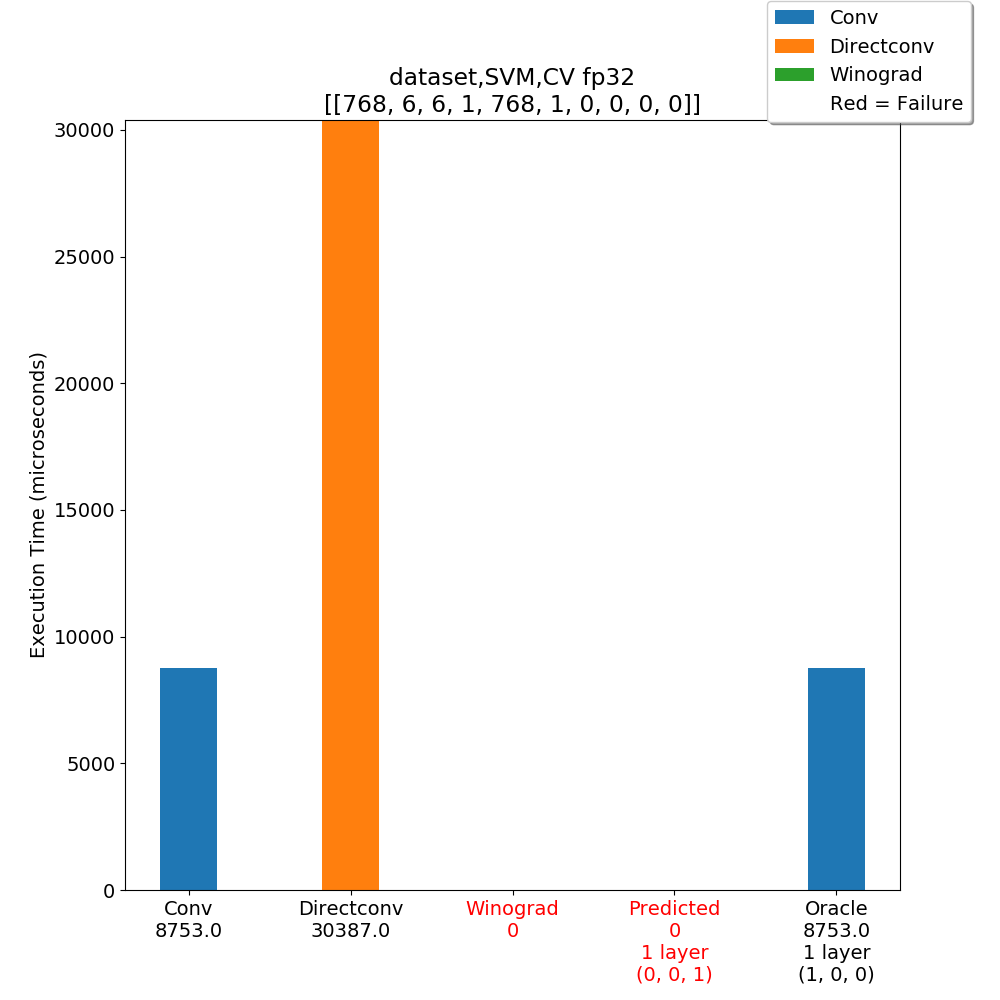 Conv
Directconv
Winograd
Red = Failure
dataset,SVM,CV fp32
[[768, 6, 6, 1, 768, 1, 0, 0, 0, 0]]
Execution Time (microseconds)
30000
25000
20000
15000
10000
5000
0
Conv
8753.0
Directconv
30387.0
Winograd
0
Predicted
0
1 layer
(0, 0, 1)
Oracle
8753.0
1 layer
(1, 0, 0)